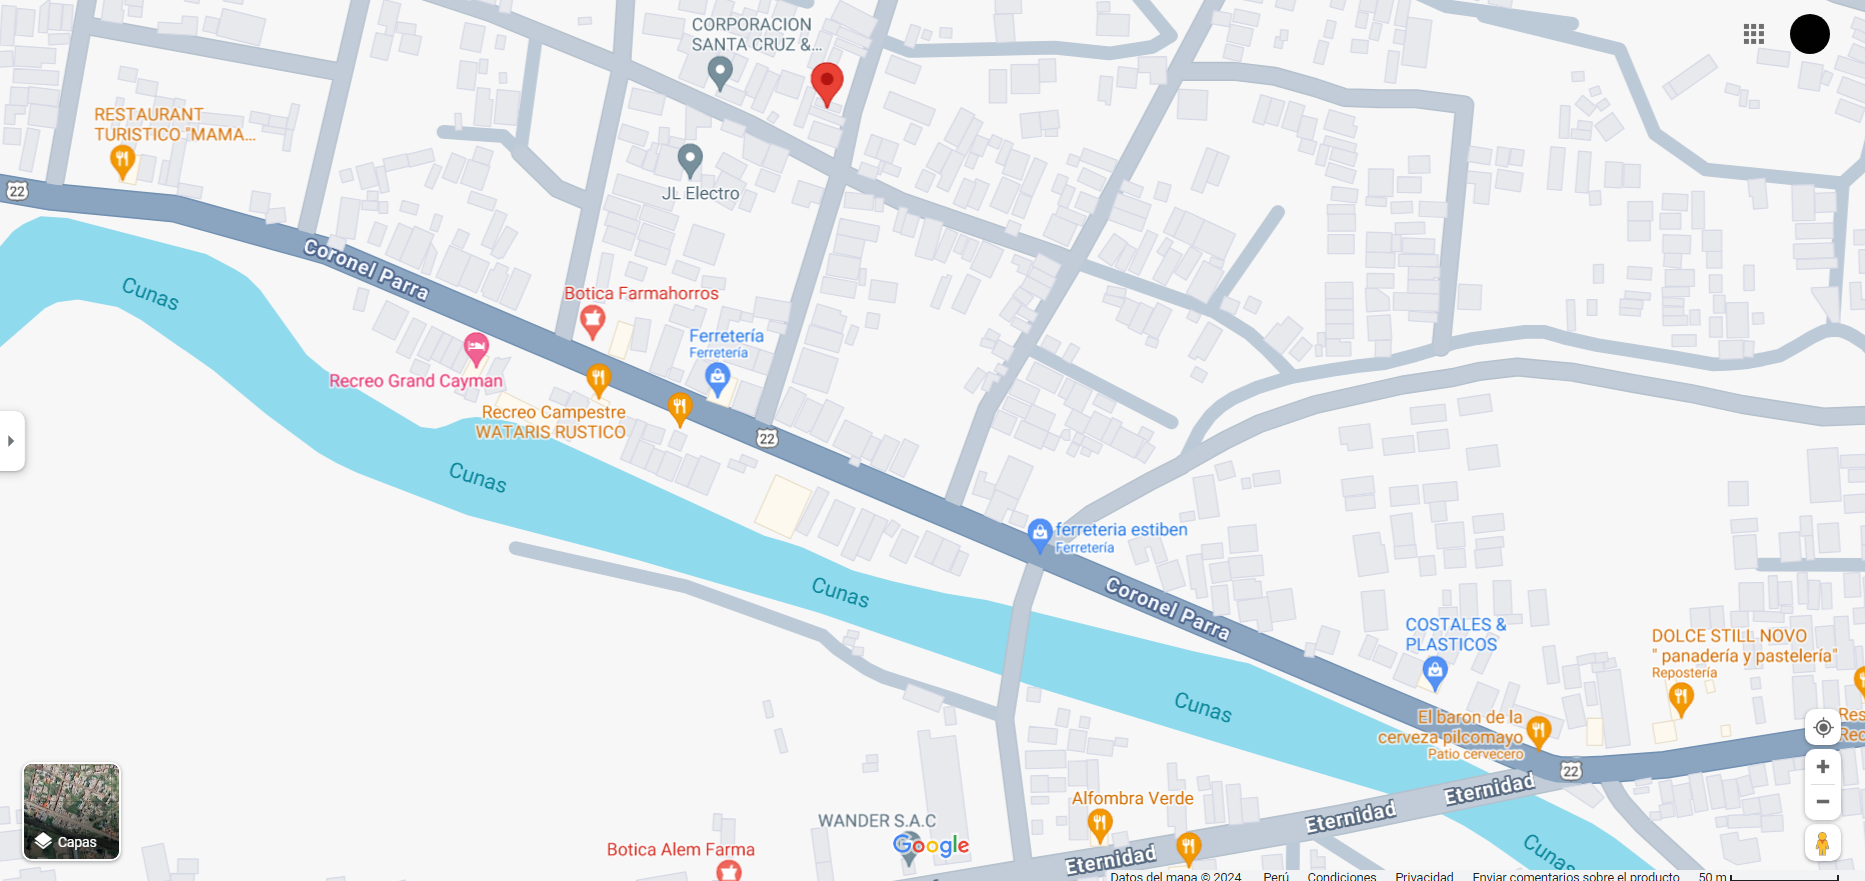 CORPORACION
SANTA CRUZ &...
RESTAURANT
TURISTICO "MAMA...
JL Electro
22
Coronel Parra
Cunas
Botica Farmahorros
Ferretería
Ferretería
Recreo Grand Cayman
Recreo Campestre
WATARIS RUSTICO
22
Cunas
ferreteria estiben
Ferretería
Cunas
Coronel Parra
COSTALES &
PLASTICOS
DOLCE STILL NOVO
" panadería y pastelería"
Repostería
Cunas
El baron de la
cerveza pilcomayo
Patio cervecero
Res
Rec
22
Eternidad
Alfombra Verde
Eternidad
WANDER S.A.C
Google
Capas
Botica Alem Farma
Eternidad
Cunas
Datos del mapa © 2024 Perú Condiciones Privacidad Enviar comentarios sobre el producto 50 m